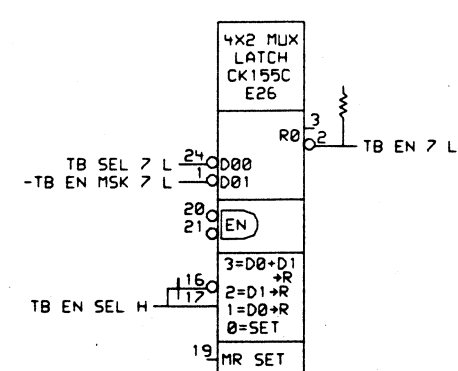 4X2 MUX
LATCH
CK155C
E26
3
R0
2
TB EN 7 L
24
TB SEL 7 L
D00
1
-TB EN MSK 7 L
D01
20
21
EN
3=D0+D1
→R
16
2=D1→R
17
1=D0→R
TB EN SEL H
0=SET
19
MR SET